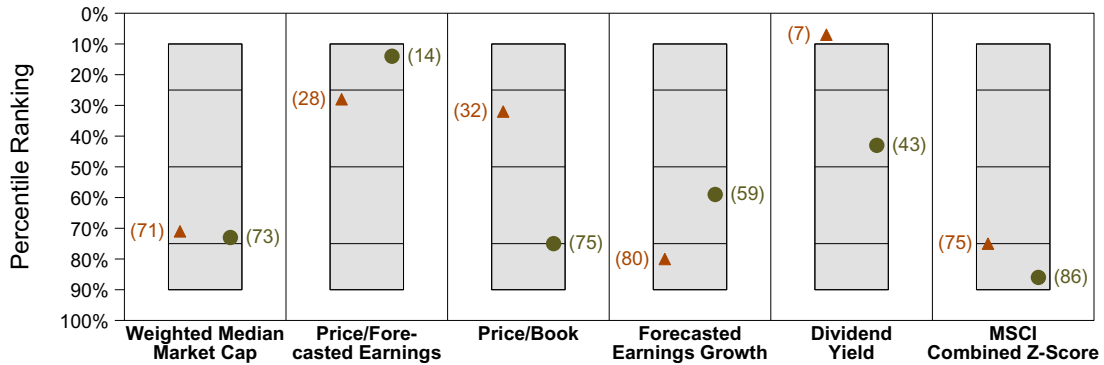 Percentile Ranking
0%
10%
20%
30%
40%
50%
60%
70%
80%
90%
100%
(71)
(73)
(28)
(14)
(32)
(75)
(80)
(59)
(7)
(43)
(75)
(86)
Weighted Median
Market Cap
Price/Fore-
casted Earnings
Price/Book
Forecasted
Earnings Growth
Dividend
Yield
MSCI
Combined Z-Score